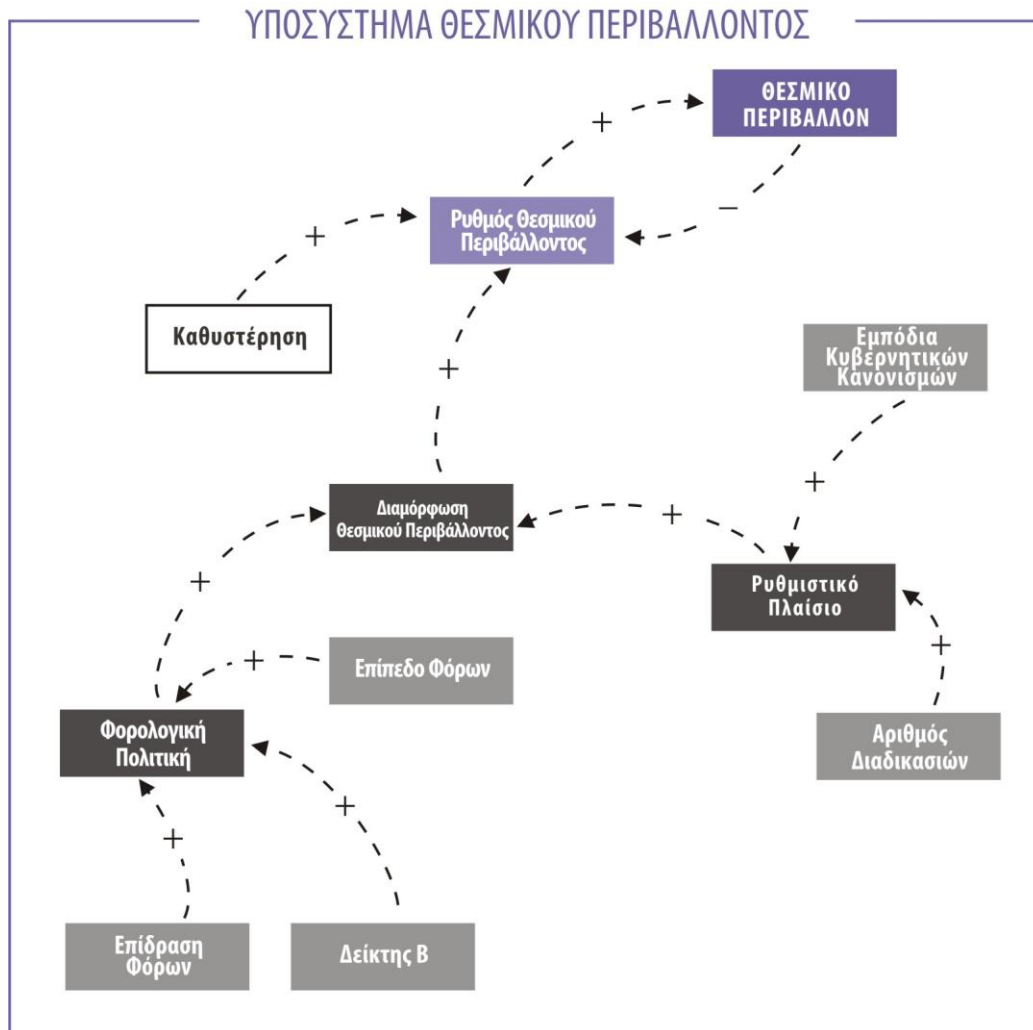 ΥΠΟΣΥΣΤΗΜΑ ΘΕΣΜΙΚΟΥ ΠΕΡΙΒΑΛΛΟΝΤΟΣ
ΘΕΣΜΙΚΟ
ΠΕΡΙΒΑΛΛΟΝ
+
−
Ρυθμός Θεσμικού
Περιβάλλοντος
+
Καθυστέρηση
Εμπόδια
Κυβερνητικών
Κανονισμών
+
+
Διαμόρφωση
Θεσμικού Περιβάλλοντος
+
+
Ρυθμιστικό
Πλαίσιο
+
Επίπεδο Φόρων
+
Φορολογική
Πολιτική
Αριθμός
Διαδικασιών
+
+
Επίδραση
Φόρων
Δείκτης Β